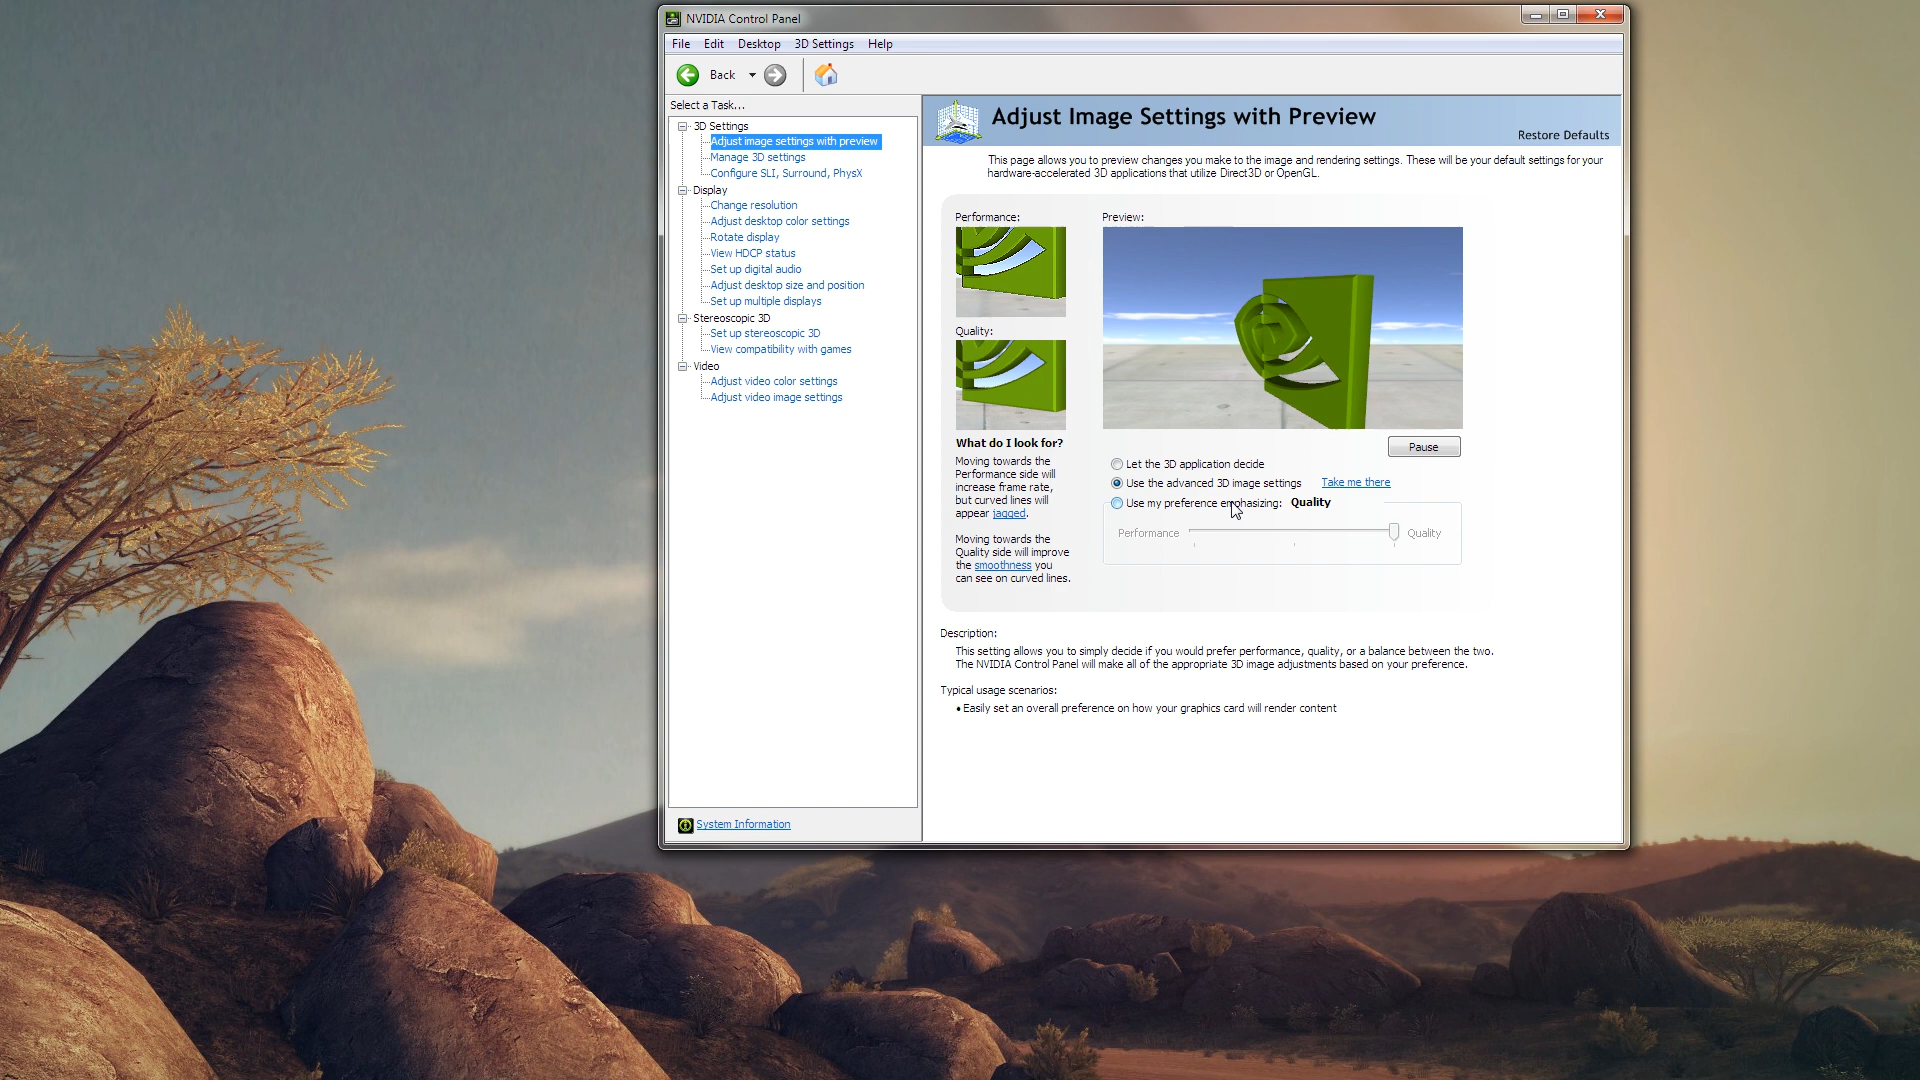 NVIDIA Control Panel
File Edit Desktop 3D Settings Help
Back
Select a Task...
3D Settings
Adjust image settings with preview
Manage 3D settings
Configure SLI, Surround, PhysX
Display
Change resolution
Adjust desktop color settings
Rotate display
View HDCP status
Set up digital audio
Adjust desktop size and position
Set up multiple displays
Stereoscopic 3D
Set up stereoscopic 3D
View compatibility with games
Video
Adjust video color settings
Adjust video image settings
System Information
Adjust Image Settings with Preview
Restore Defaults
This page allows you to preview changes you make to the image and rendering settings. These will be your default settings for your
hardware-accelerated 3D applications that utilize Direct3D or OpenGL.
Performance:
Quality:
What do I look for?
Moving towards the
Performance side will
increase frame rate,
but curved lines will
appear jagged.
Moving towards the
Quality side will improve
the smoothness you
can see on curved lines.
Preview:
Pause
Let the 3D application decide
Use the advanced 3D image settings Take me there
Use my preference emphasizing: Quality
Performance Quality
Description:
This setting allows you to simply decide if you would prefer performance, quality, or a balance between the two.
The NVIDIA Control Panel will make all of the appropriate 3D image adjustments based on your preference.
Typical usage scenarios:
• Easily set an overall preference on how your graphics card will render content